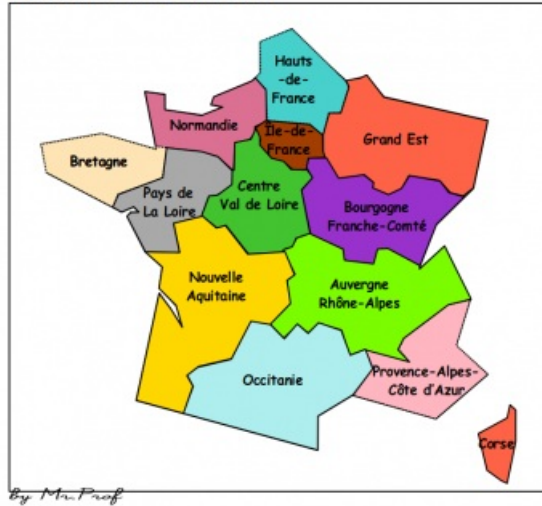 Hauts
-de-
France
Normandie
Île-de-
France
Grand Est
Bretagne
Pays de
La Loire
Centre
Val de Loire
Bourgogne
Franche-Comté
Nouvelle
Aquitaine
Auvergne
Rhône-Alpes
Occitanie
Provence-Alpes-
Côte d'Azur
Corse
by Mr.Prof